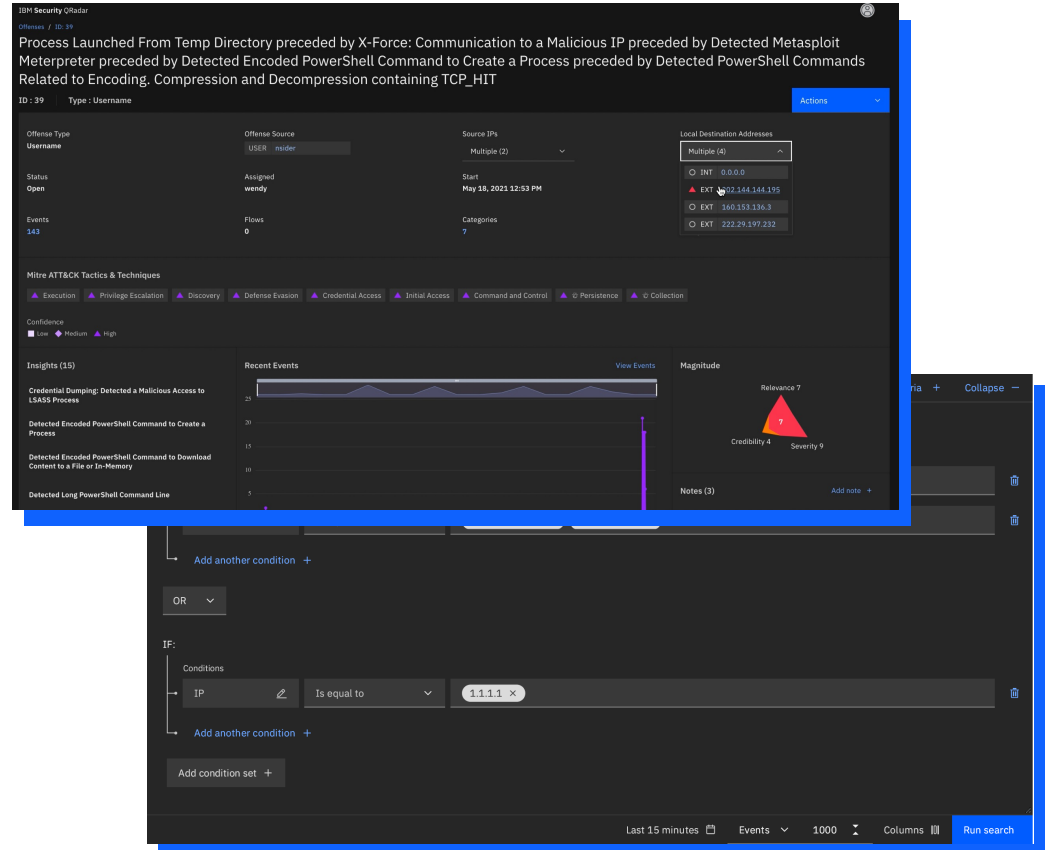 IBM Security QRadar
Offenses / ID: 39
Process Launched From Temp Directory preceded by X-Force: Communication to a Malicious IP preceded by Detected Metasploit
Meterpreter preceded by Detected Encoded PowerShell Command to Create a Process preceded by Detected PowerShell Commands
Related to Encoding. Compression and Decompression containing TCP_HIT
ID : 39 Type : Username
Actions
Offense Type
Username
Offense Source
USER nsider
Source IPs
Multiple (2)
Local Destination Addresses
Multiple (4)
INT 0.0.0.0
EXT 202.144.144.195
EXT 160.153.136.3
EXT 222.29.197.232
Status
Open
Assigned
wendy
Start
May 18, 2021 12:53 PM
Events
143
Flows
0
Categories
7
Mitre ATT&CK Tactics & Techniques
Execution Privilege Escalation Discovery Defense Evasion Credential Access Initial Access Command and Control Persistence Collection
Confidence
Low Medium High
Insights (15)
Credential Dumping: Detected a Malicious Access to
LSASS Process
Detected Encoded PowerShell Command to Create a
Process
Detected Encoded PowerShell Command to Download
Content to a File or In-Memory
Detected Long PowerShell Command Line
Recent Events
View Events
25
20
15
10
5
Magnitude
Relevance 7
7
Credibility 4
Severity 9
Notes (3)
Add note +
ria + Collapse −
Add another condition +
OR
IF:
Conditions
IP Is equal to 1.1.1.1 ×
Add another condition +
Add condition set +
Last 15 minutes Events 1000 Columns Run search